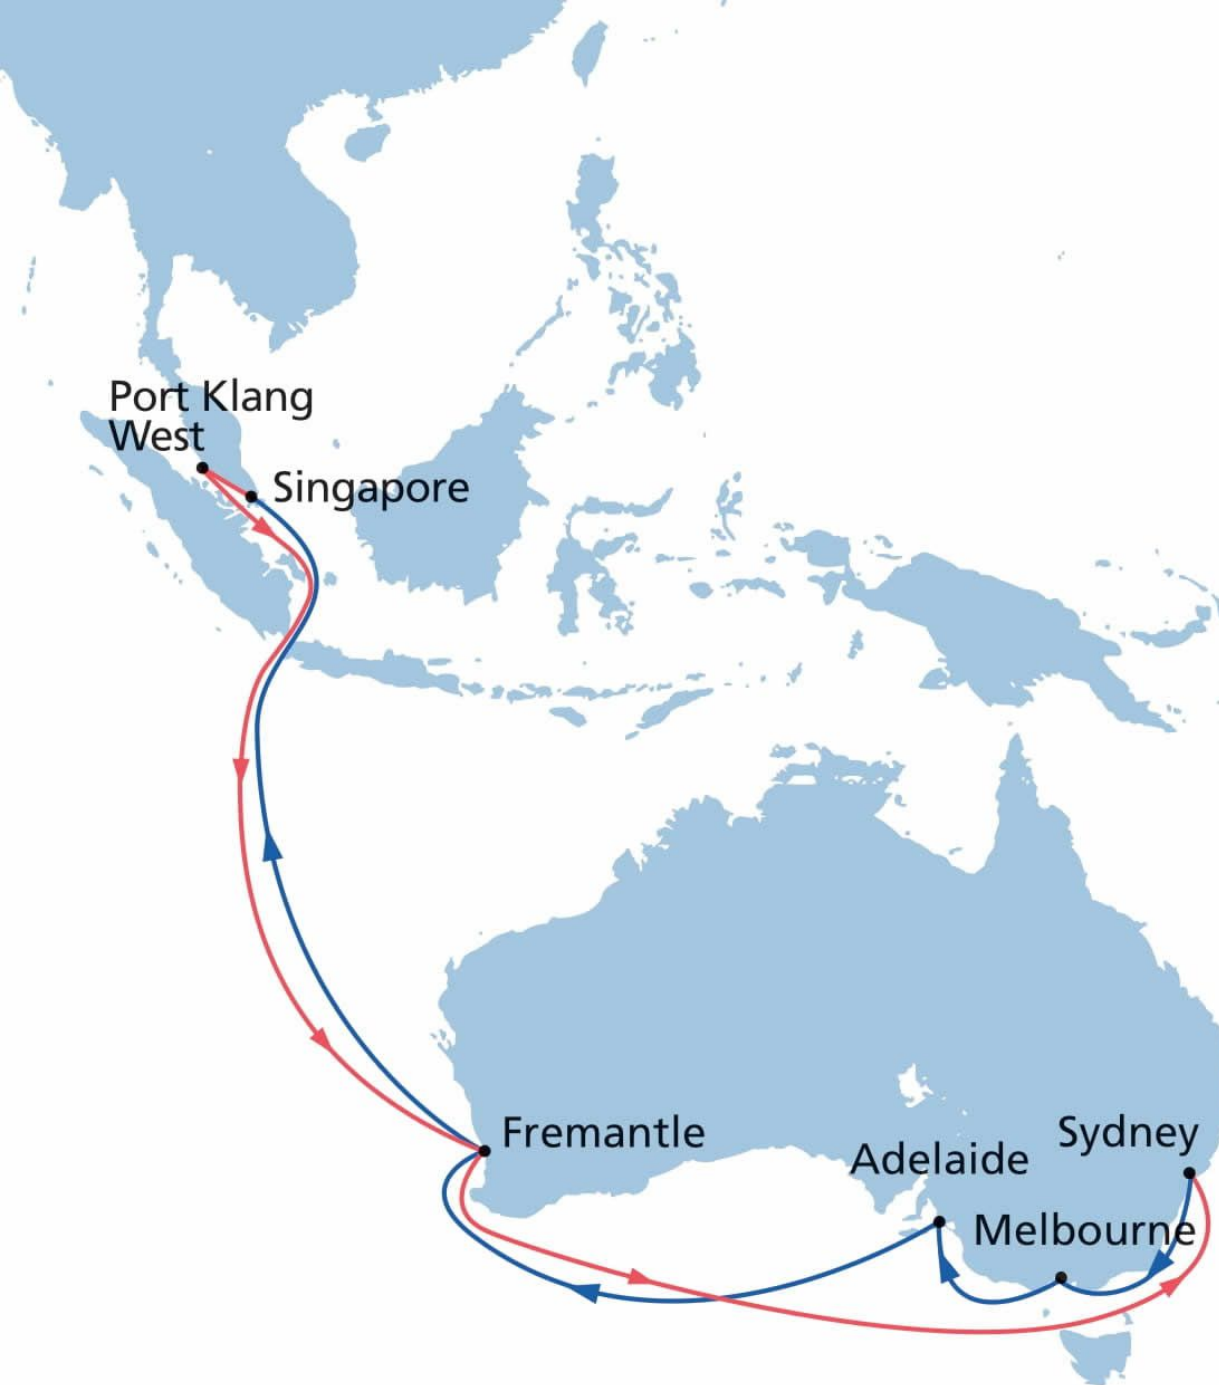 Port Klang
West
Singapore
Fremantle
Sydney
Adelaide
Melbourne